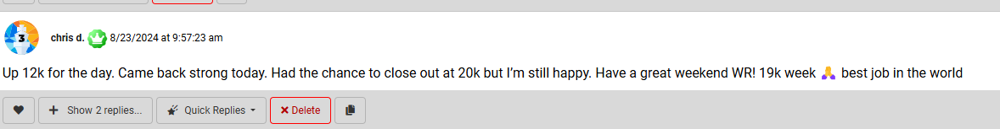 3 chris d. 8/23/2024 at 9:57:23 am
Up 12k for the day. Came back strong today. Had the chance to close out at 20k but I’m still happy. Have a great weekend WR! 19k week 🙏 best job in the world
Show 2 replies... Quick Replies Delete